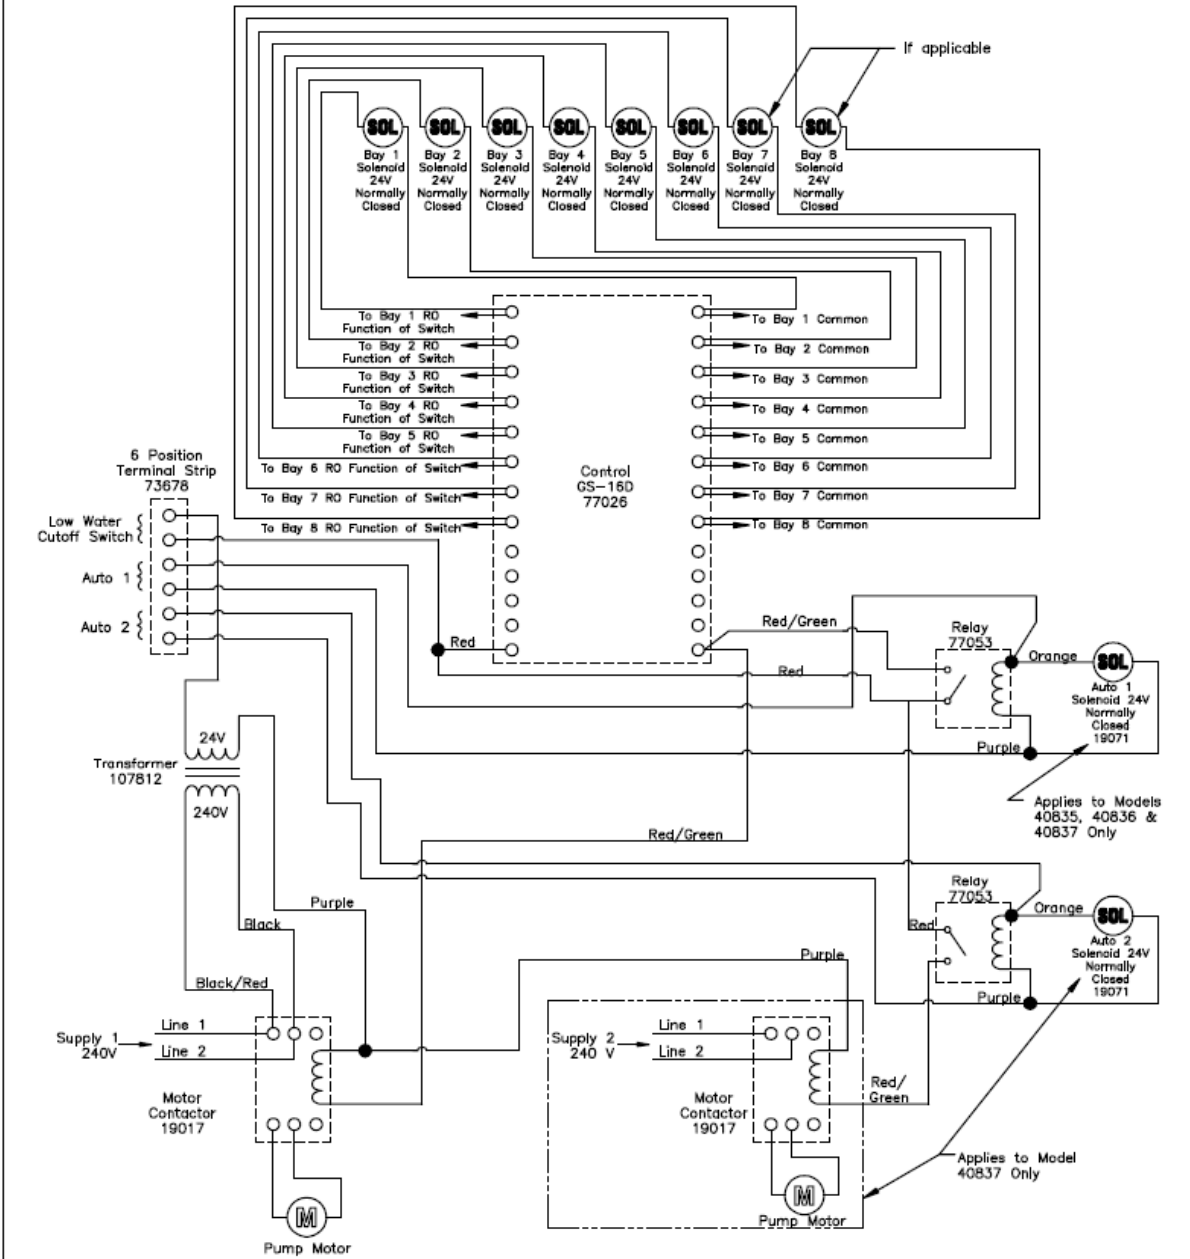 If applicable
SOL SOL SOL SOL SOL SOL SOL SOL
Bay 1
Solenoid
24V
Normally
Closed
Bay 2
Solenoid
24V
Normally
Closed
Bay 3
Solenoid
24V
Normally
Closed
Bay 4
Solenoid
24V
Normally
Closed
Bay 5
Solenoid
24V
Normally
Closed
Bay 6
Solenoid
24V
Normally
Closed
Bay 7
Solenoid
24V
Normally
Closed
Bay 8
Solenoid
24V
Normally
Closed
To Bay 1 RO
Function of Switch
To Bay 2 RO
Function of Switch
To Bay 3 RO
Function of Switch
To Bay 4 RO
Function of Switch
To Bay 5 RO
Function of Switch
To Bay 6 RO Function of Switch
To Bay 7 RO Function of Switch
To Bay 8 RO Function of Switch
To Bay 1 Common
To Bay 2 Common
To Bay 3 Common
To Bay 4 Common
To Bay 5 Common
To Bay 6 Common
To Bay 7 Common
To Bay 8 Common
Control
GS-16D
77026
6 Position
Terminal Strip
73678
Low Water
Cutoff Switch
Auto 1
Auto 2
Red
Red/Green
Red
Relay
77053
Orange
SOL
Auto 1
Solenoid 24V
Normally
Closed
19071
Purple
Applies to Models
40835, 40836 &
40837 Only
24V
Transformer
107812
240V
Red/Green
Purple
Black
Black/Red
Relay
77053
Red
Orange
SOL
Auto 2
Solenoid 24V
Normally
Closed
19071
Purple
Purple
Supply 1
240V
Line 1
Line 2
Motor
Contactor
19017
M
Pump Motor
Supply 2
240 V
Line 1
Line 2
Motor
Contactor
19017
Red/
Green
M
Pump Motor
Applies to Model
40837 Only